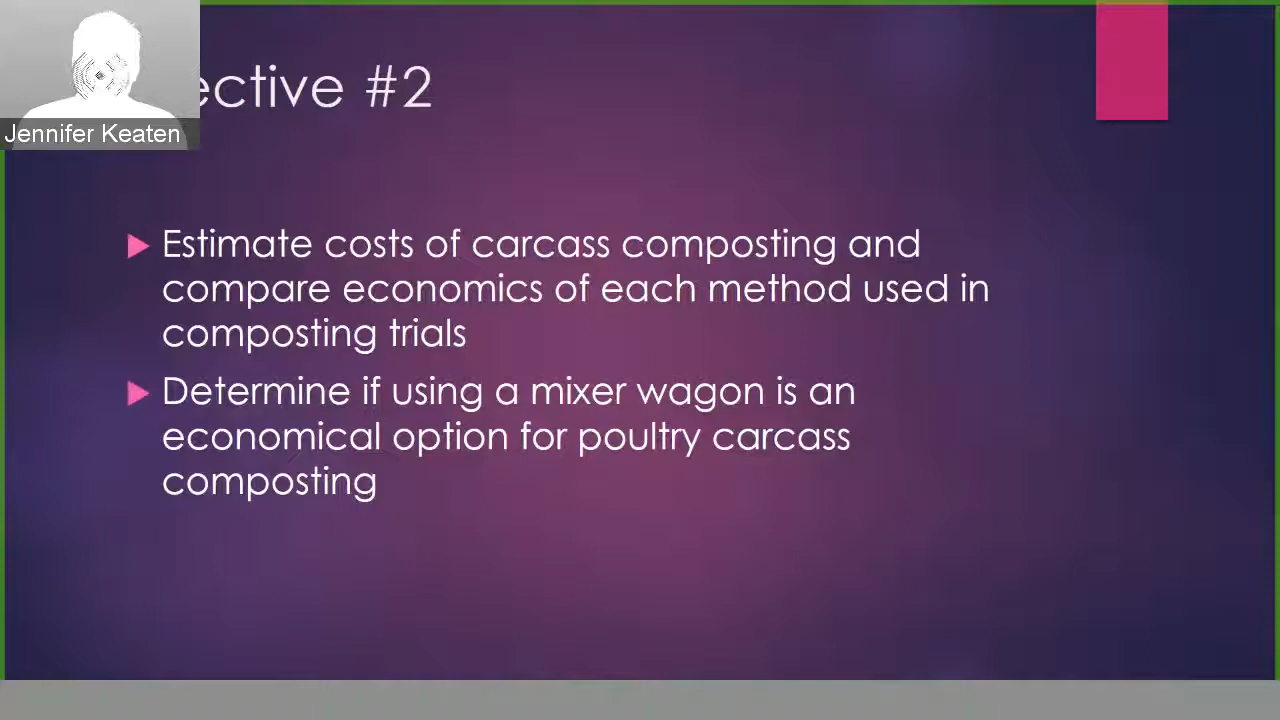 ective #2
Jennifer Keaten
Estimate costs of carcass composting and
compare economics of each method used in
composting trials
Determine if using a mixer wagon is an
economical option for poultry carcass
composting